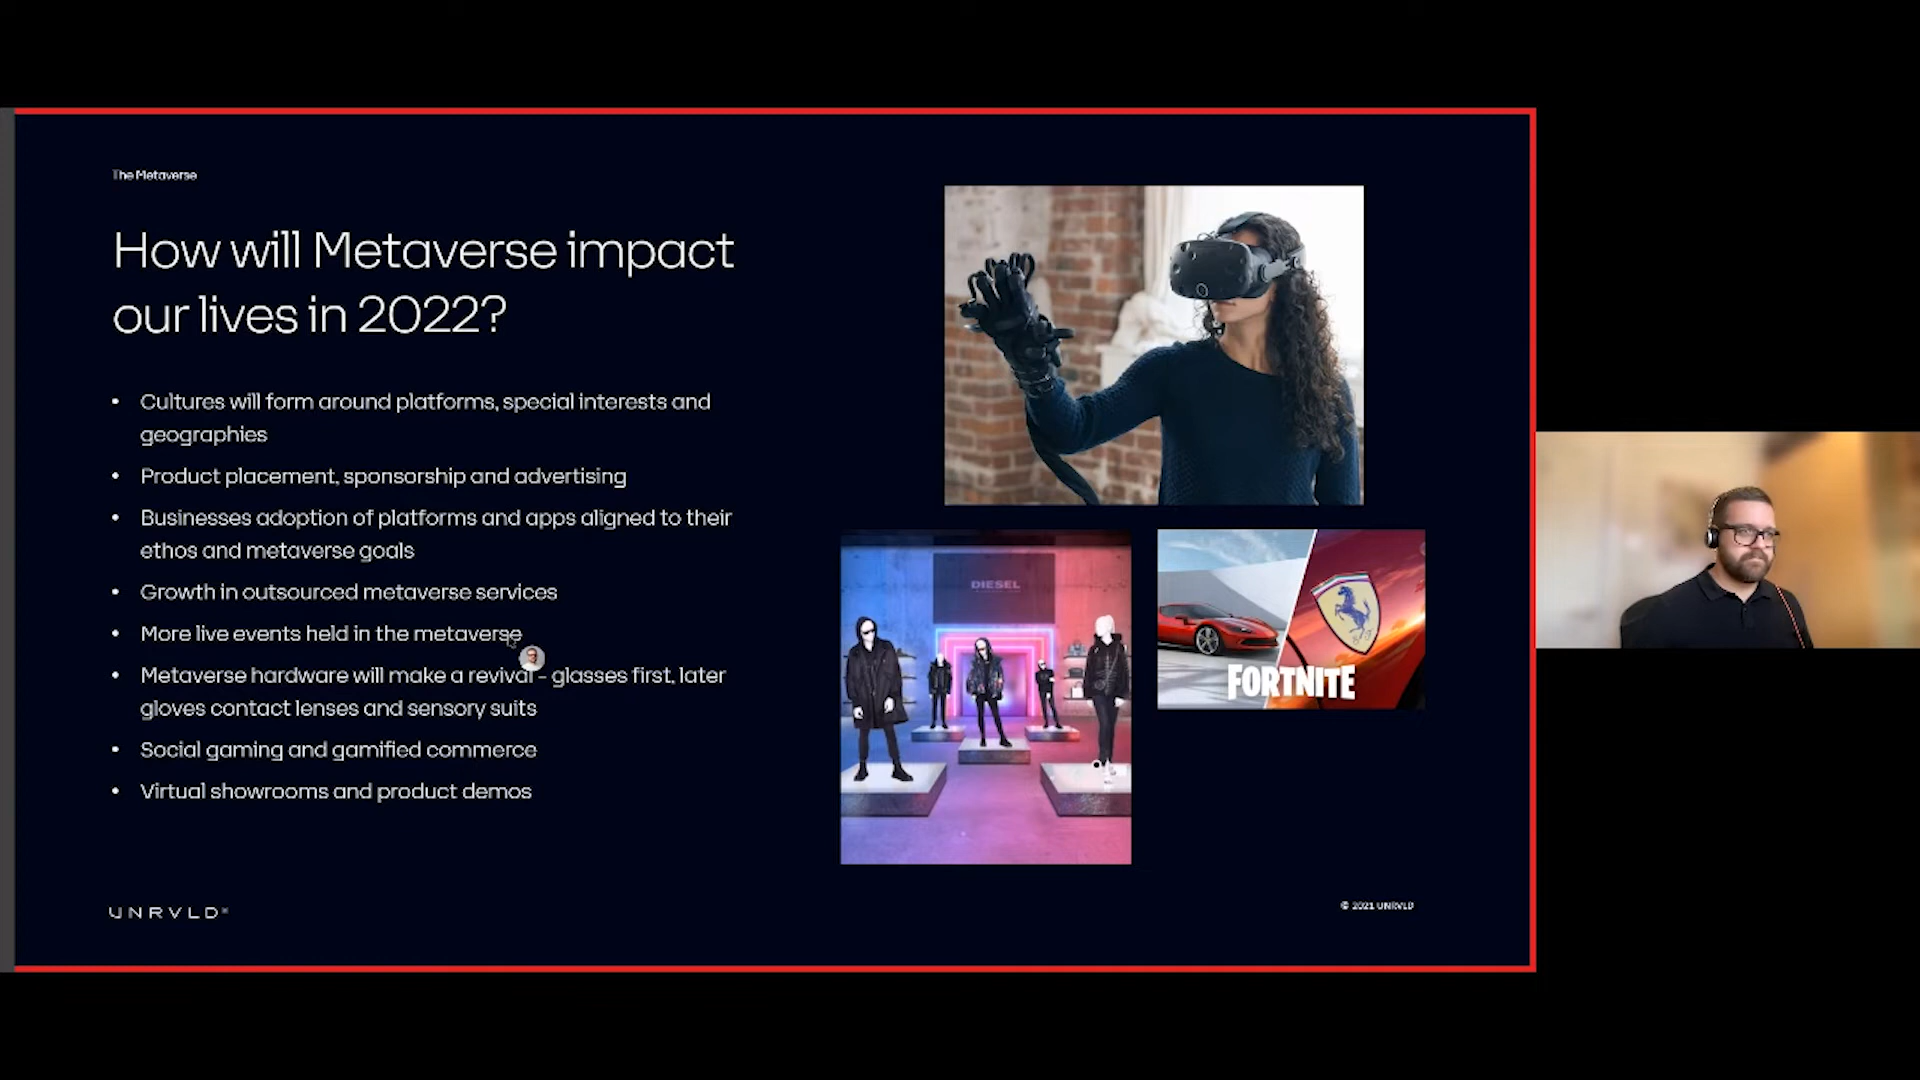 The Metaverse
How will Metaverse impact
our lives in 2022?
• Cultures will form around platforms, special interests and
geographies
• Product placement, sponsorship and advertising
• Businesses adoption of platforms and apps aligned to their
ethos and metaverse goals
• Growth in outsourced metaverse services
• More live events held in the metaverse
• Metaverse hardware will make a revival - glasses first, later
gloves contact lenses and sensory suits
• Social gaming and gamified commerce
• Virtual showrooms and product demos
DIESEL
FORTNITE
UNRVLD
© 2021 UNRVLD